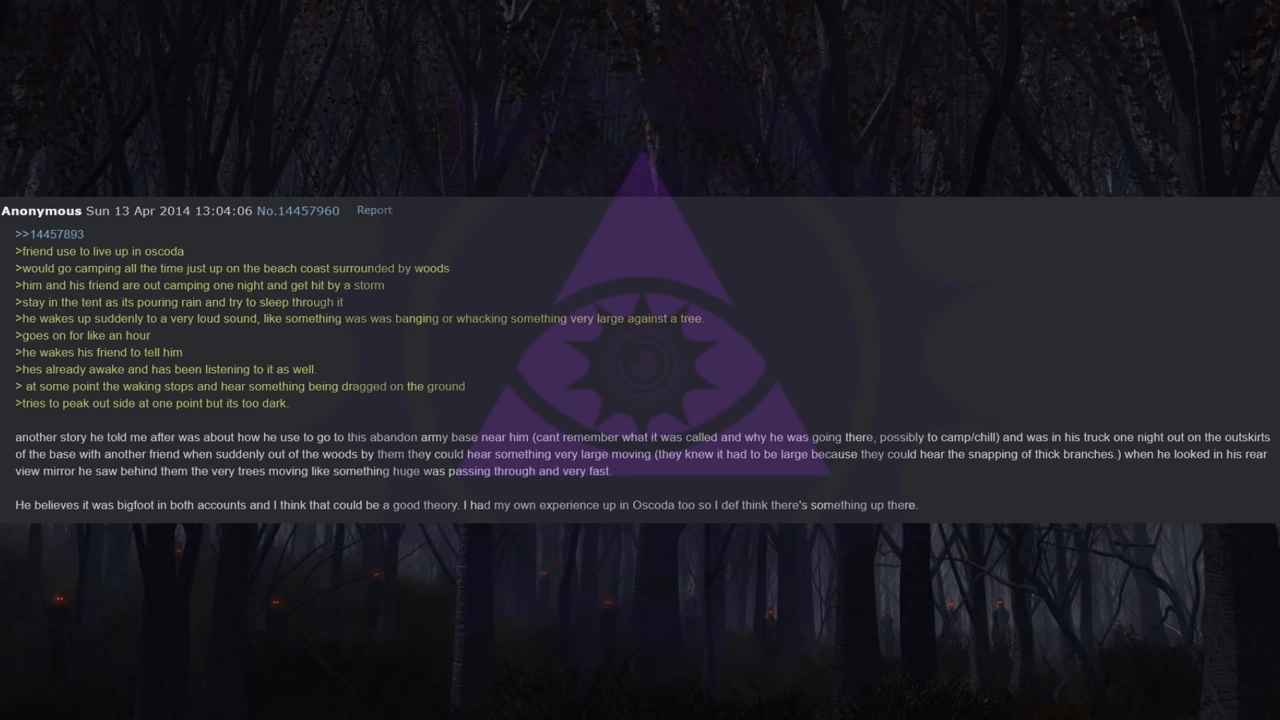 Anonymous Sun 13 Apr 2014 13:04:06 No.14457960 Report
>>14457893
>friend use to live up in oscoda
>would go camping all the time just up on the beach coast surrounded by woods
>him and his friend are out camping one night and get hit by a storm
>stay in the tent as its pouring rain and try to sleep through it
>he wakes up suddenly to a very loud sound, like something was was banging or whacking something very large against a tree.
>goes on for like an hour
>he wakes his friend to tell him
>hes already awake and has been listening to it as well.
> at some point the waking stops and hear something being dragged on the ground
>tries to peak out side at one point but its too dark.
another story he told me after was about how he use to go to this abandon army base near him (cant remember what it was called and why he was going there, possibly to camp/chill) and was in his truck one night out on the outskirts
of the base with another friend when suddenly out of the woods by them they could hear something very large moving (they knew it had to be large because they could hear the snapping of thick branches.) when he looked in his rear
view mirror he saw behind them the very trees moving like something huge was passing through and very fast.
He believes it was bigfoot in both accounts and I think that could be a good theory. I had my own experience up in Oscoda too so I def think there's something up there.